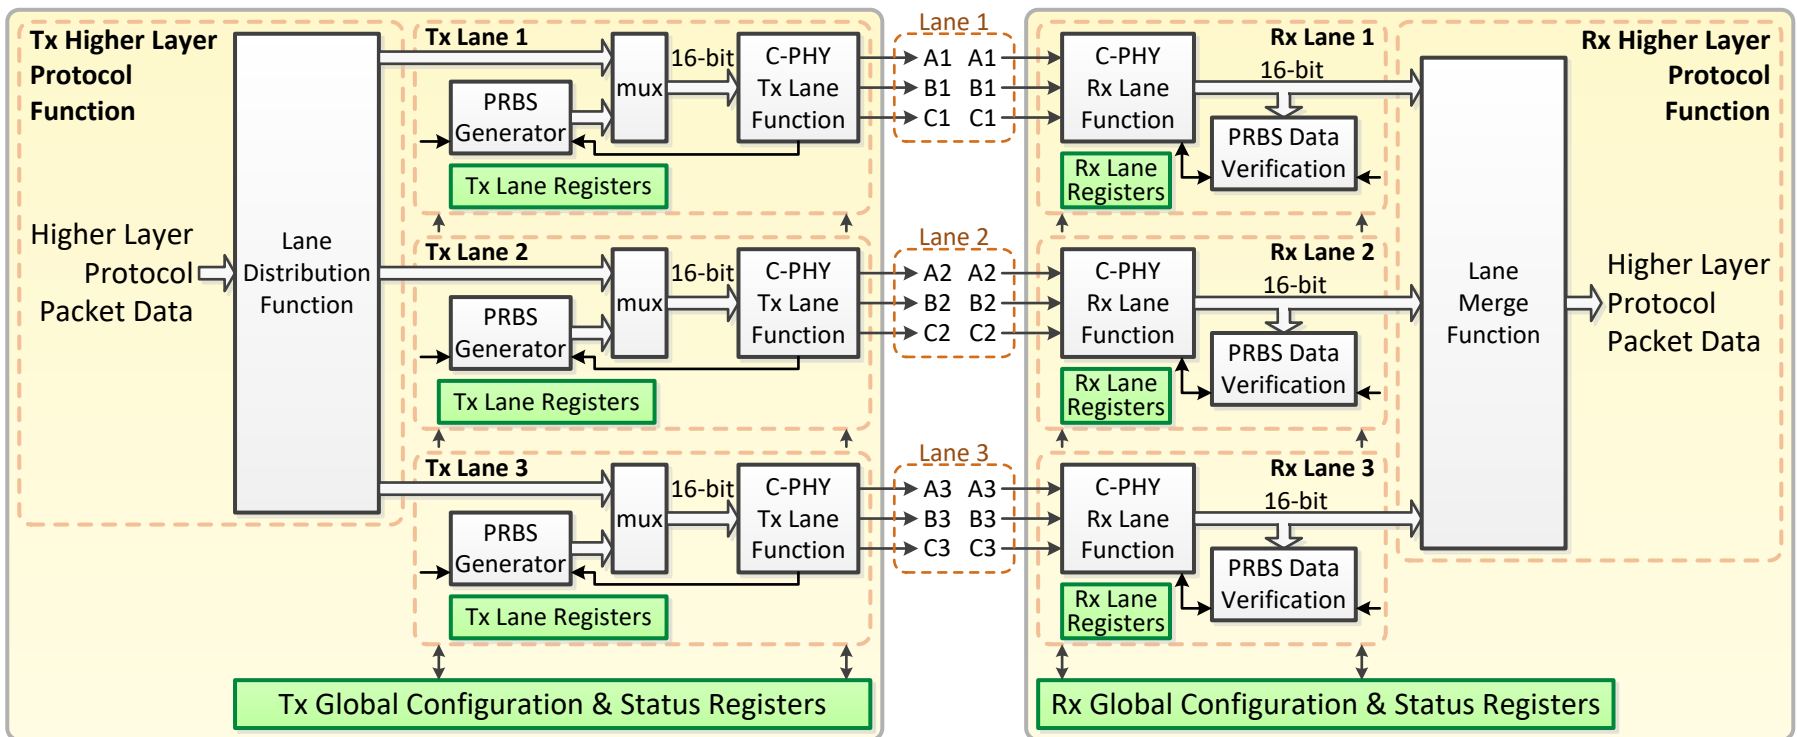 Tx Higher Layer
Protocol
Function
Higher Layer
Protocol
Packet Data
Lane
Distribution
Function
Tx Lane 1
PRBS
Generator
mux
16-bit
C-PHY
Tx Lane
Function
Tx Lane Registers
Tx Lane 2
PRBS
Generator
mux
16-bit
C-PHY
Tx Lane
Function
Tx Lane Registers
Tx Lane 3
PRBS
Generator
mux
16-bit
C-PHY
Tx Lane
Function
Tx Lane Registers
Tx Global Configuration & Status Registers
Lane 1
A1 A1
B1 B1
C1 C1
Lane 2
A2 A2
B2 B2
C2 C2
Lane 3
A3 A3
B3 B3
C3 C3
C-PHY
Rx Lane
Function
Rx Lane 1
16-bit
PRBS Data
Verification
Rx Lane
Registers
C-PHY
Rx Lane
Function
Rx Lane 2
16-bit
PRBS Data
Verification
Rx Lane
Registers
C-PHY
Rx Lane
Function
Rx Lane 3
16-bit
PRBS Data
Verification
Rx Lane
Registers
Rx Global Configuration & Status Registers
Lane
Merge
Function
Rx Higher Layer
Protocol
Function
Higher Layer
Protocol
Packet Data